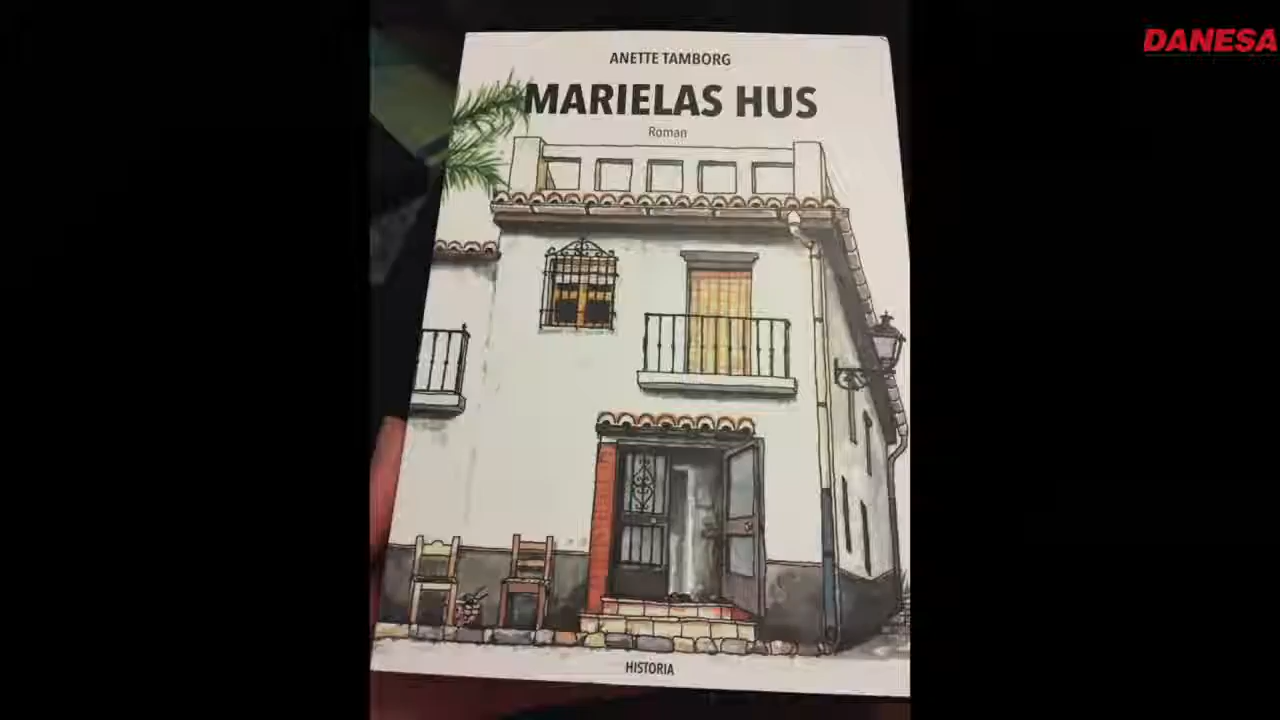 DANESA
ANETTE TAMBORG
MARIELAS HUS
Roman
HISTORIA